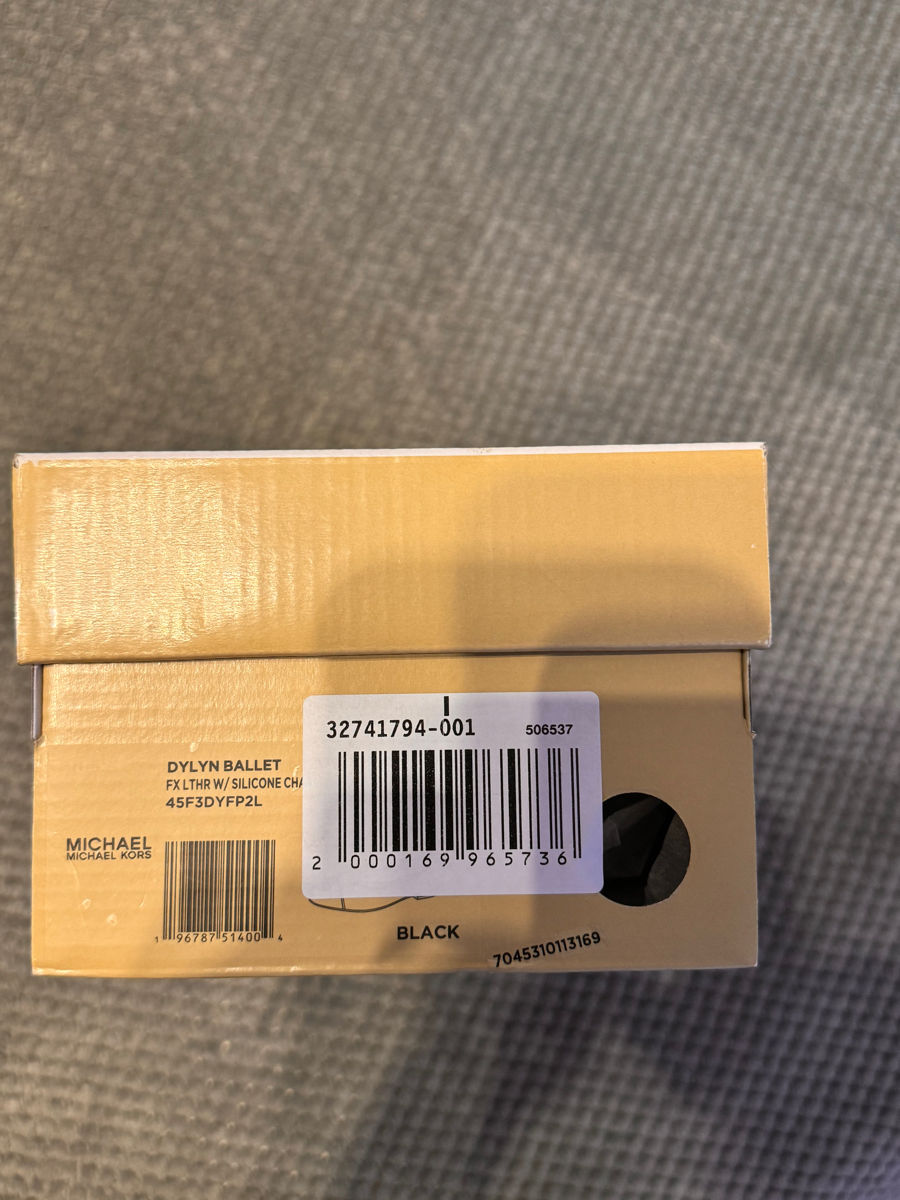 32741794-001 506537
2 000169 965736
DYLYN BALLET
FX LTHR W/ SILICONE
45F3DYFP2L
MICHAEL
MICHAEL KORS
1 96787 51400 4
BLACK
7045310113169